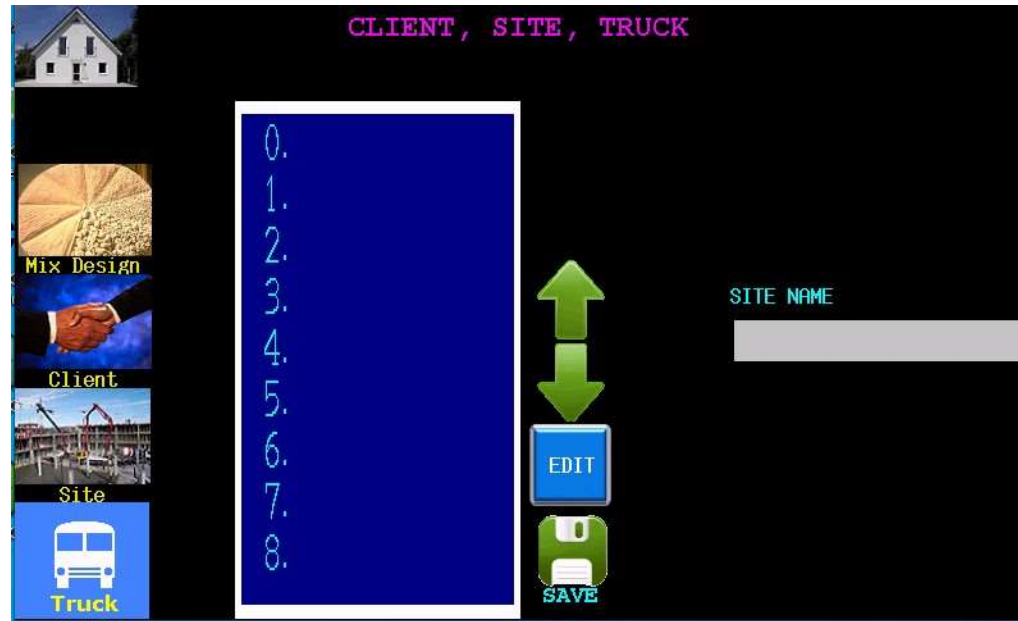 CLIENT, SITE, TRUCK
0.
1.
2.
3.
4.
5.
6.
7.
8.
Mix Design
Client
Site
Truck
EDIT
SAVE
SITE NAME